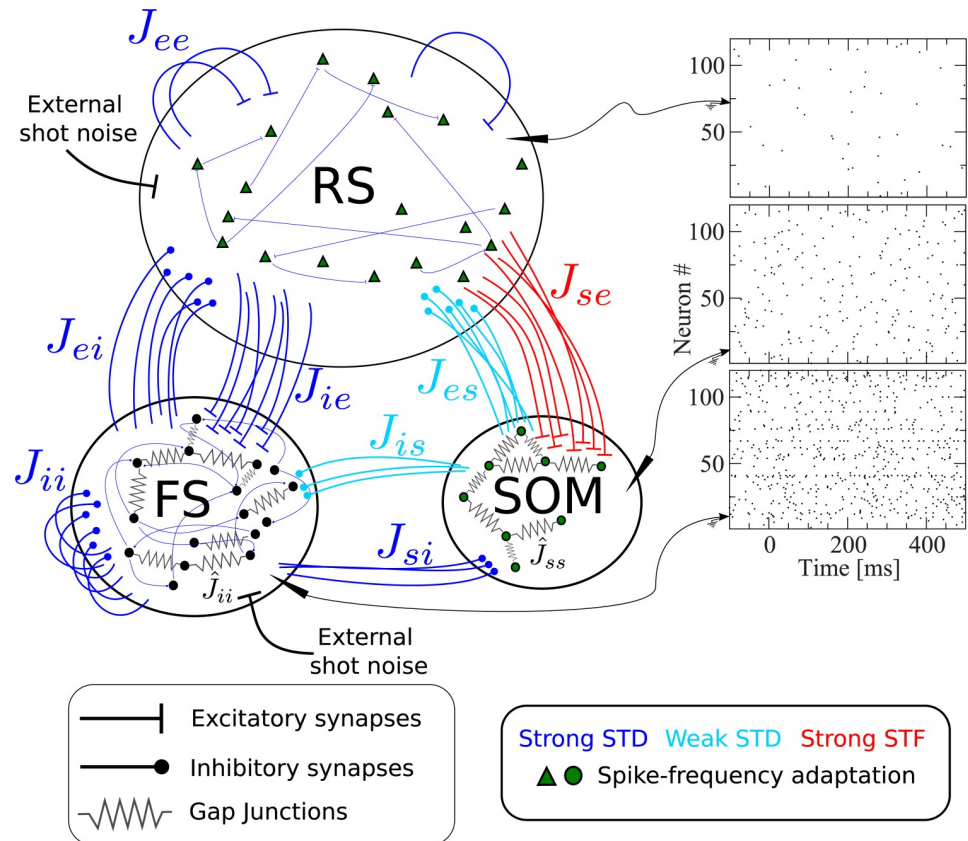 J_ee
External
shot noise
RS
J_ei
J_ie
J_se
J_es
J_is
J_ii
FS
Ĵ_ii
SOM
Ĵ_ss
J_si
External
shot noise
100
50
100
50
100
50
Neuron #
0
200
400
Time [ms]
Excitatory synapses
Inhibitory synapses
Gap Junctions
Strong STD Weak STD Strong STF
Spike-frequency adaptation